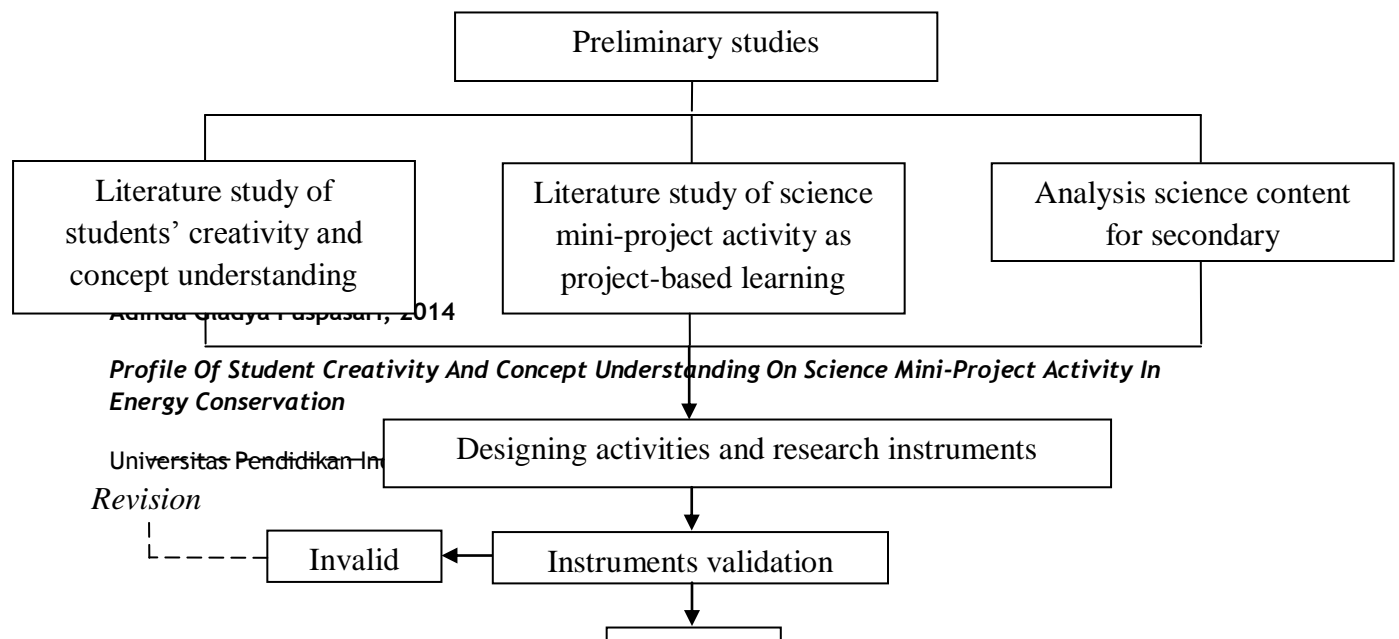 Preliminary studies
Literature study of
students’ creativity and
concept understanding
Literature study of science
mini-project activity as
project-based learning
Analysis science content
for secondary
2014
Profile Of Student Creativity And Concept Understanding On Science Mini-Project Activity In
Energy Conservation
Universitas Pendidikan
Designing activities and research instruments
Revision
Invalid
Instruments validation